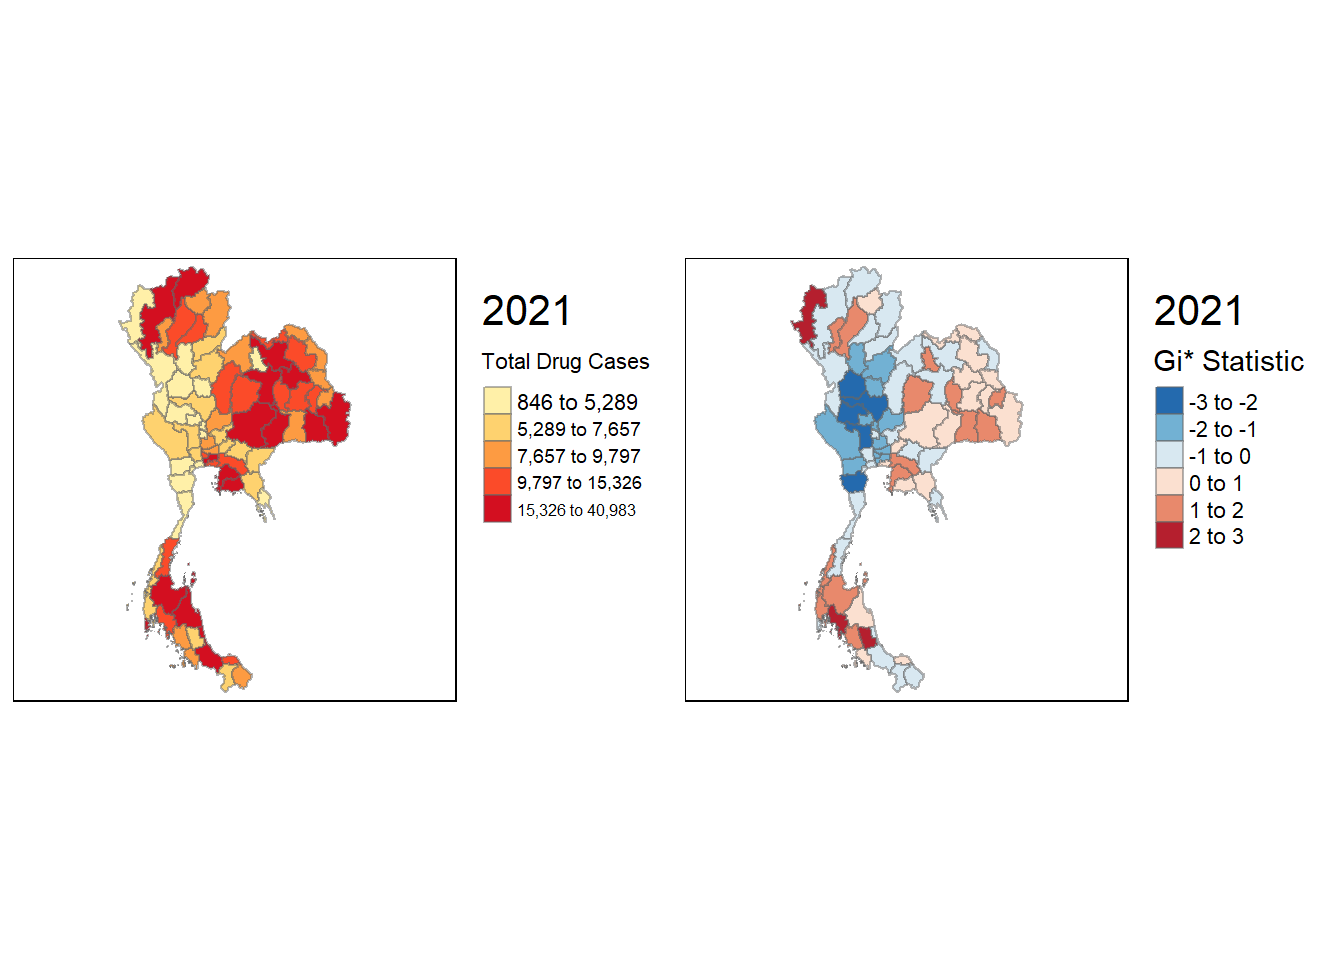 2021
Total Drug Cases
846 to 5,289
5,289 to 7,657
7,657 to 9,797
9,797 to 15,326
15,326 to 40,983
2021
Gi* Statistic
-3 to -2
-2 to -1
-1 to 0
0 to 1
1 to 2
2 to 3